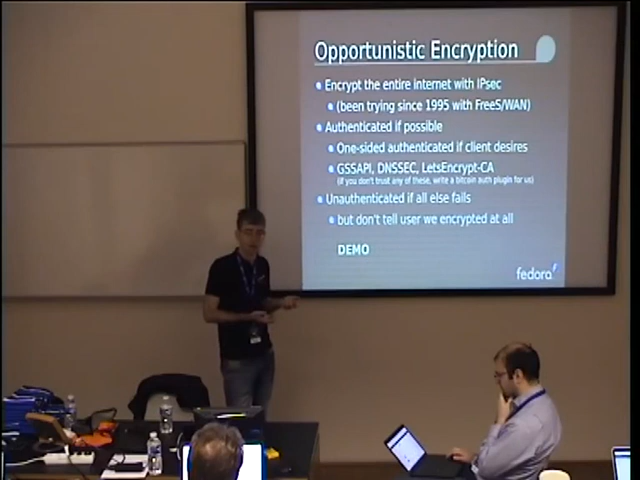 Opportunistic Encryption
Encrypt the entire internet with IPsec
(been trying since 1995 with FreeS/WAN)
Authenticated if possible
One-sided authenticated if client desires
GSSAPI, DNSSEC, LetsEncrypt-CA
(if you don't trust any of these, write a bitcoin auth plugin for us)
Unauthenticated if all else fails
but don't tell user we encrypted at all
DEMO
fedora